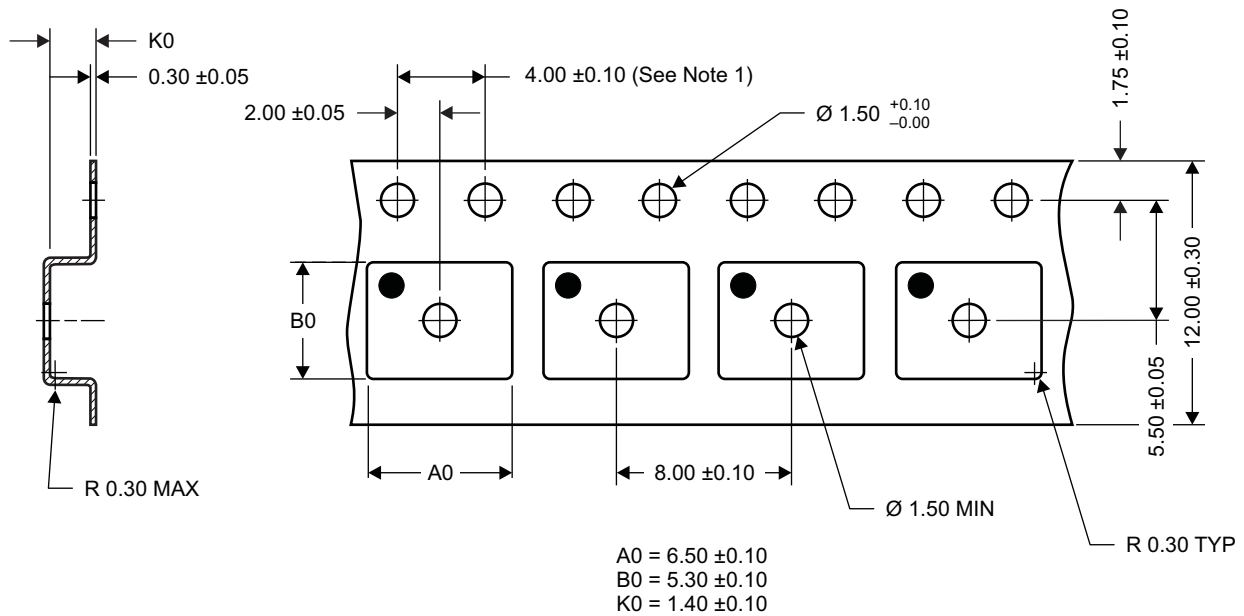 K0
0.30 ±0.05
4.00 ±0.10 (See Note 1)
2.00 ±0.05
Ø 1.50 +0.10
–0.00
1.75 ±0.10
12.00 ±0.30
5.50 ±0.05
B0
A0
8.00 ±0.10
R 0.30 MAX
Ø 1.50 MIN
R 0.30 TYP
A0 = 6.50 ±0.10
B0 = 5.30 ±0.10
K0 = 1.40 ±0.10